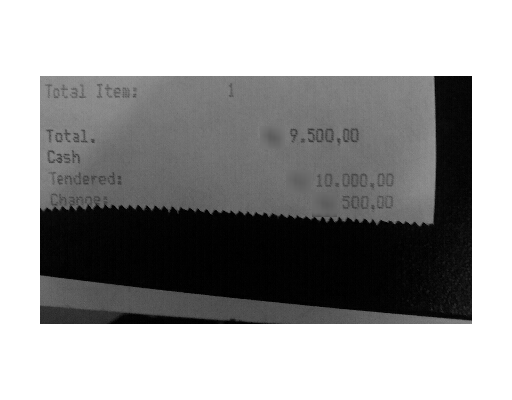 Total Item: 1
Total. 9.500,00
Cash
Tendered: 10.000,00
Change: 500,00